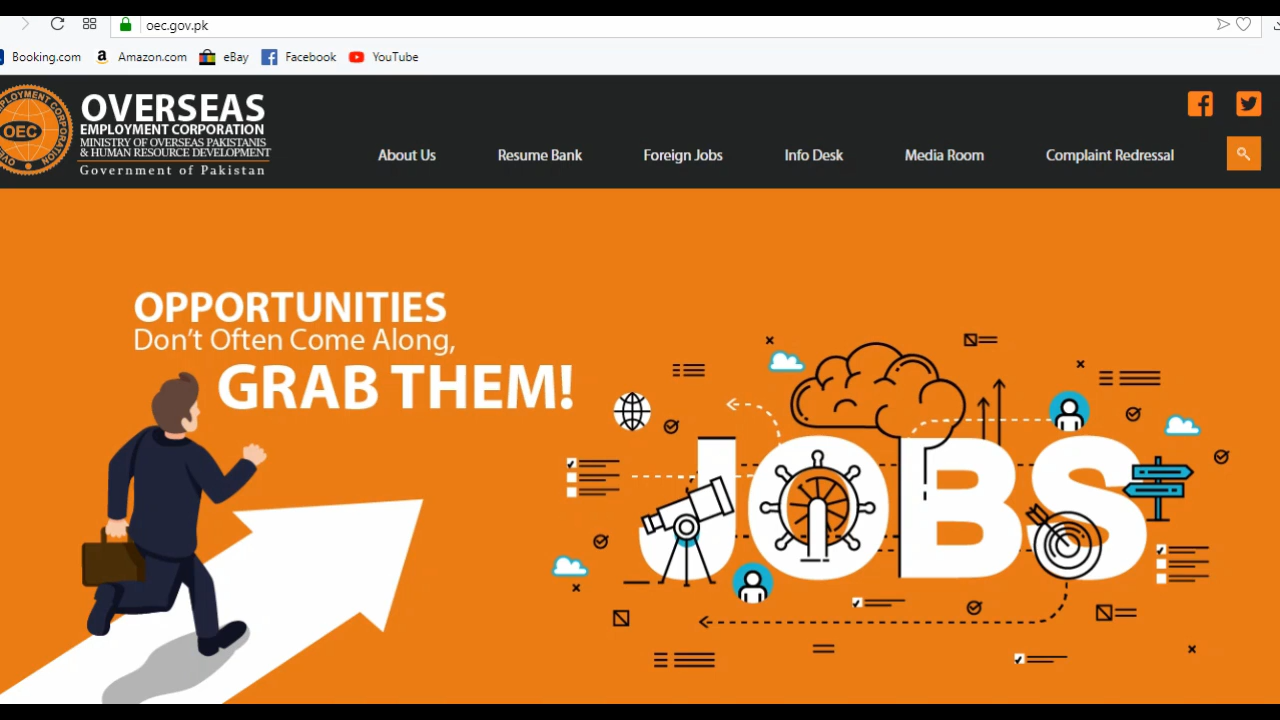 oec.gov.pk
Booking.com Amazon.com eBay Facebook YouTube
OEC
OVERSEAS
EMPLOYMENT CORPORATION
MINISTRY OF OVERSEAS PAKISTANIS
& HUMAN RESOURCE DEVELOPMENT
Government of Pakistan
About Us Resume Bank Foreign Jobs Info Desk Media Room Complaint Redressal
OPPORTUNITIES
Don't Often Come Along,
GRAB THEM!
JOBS